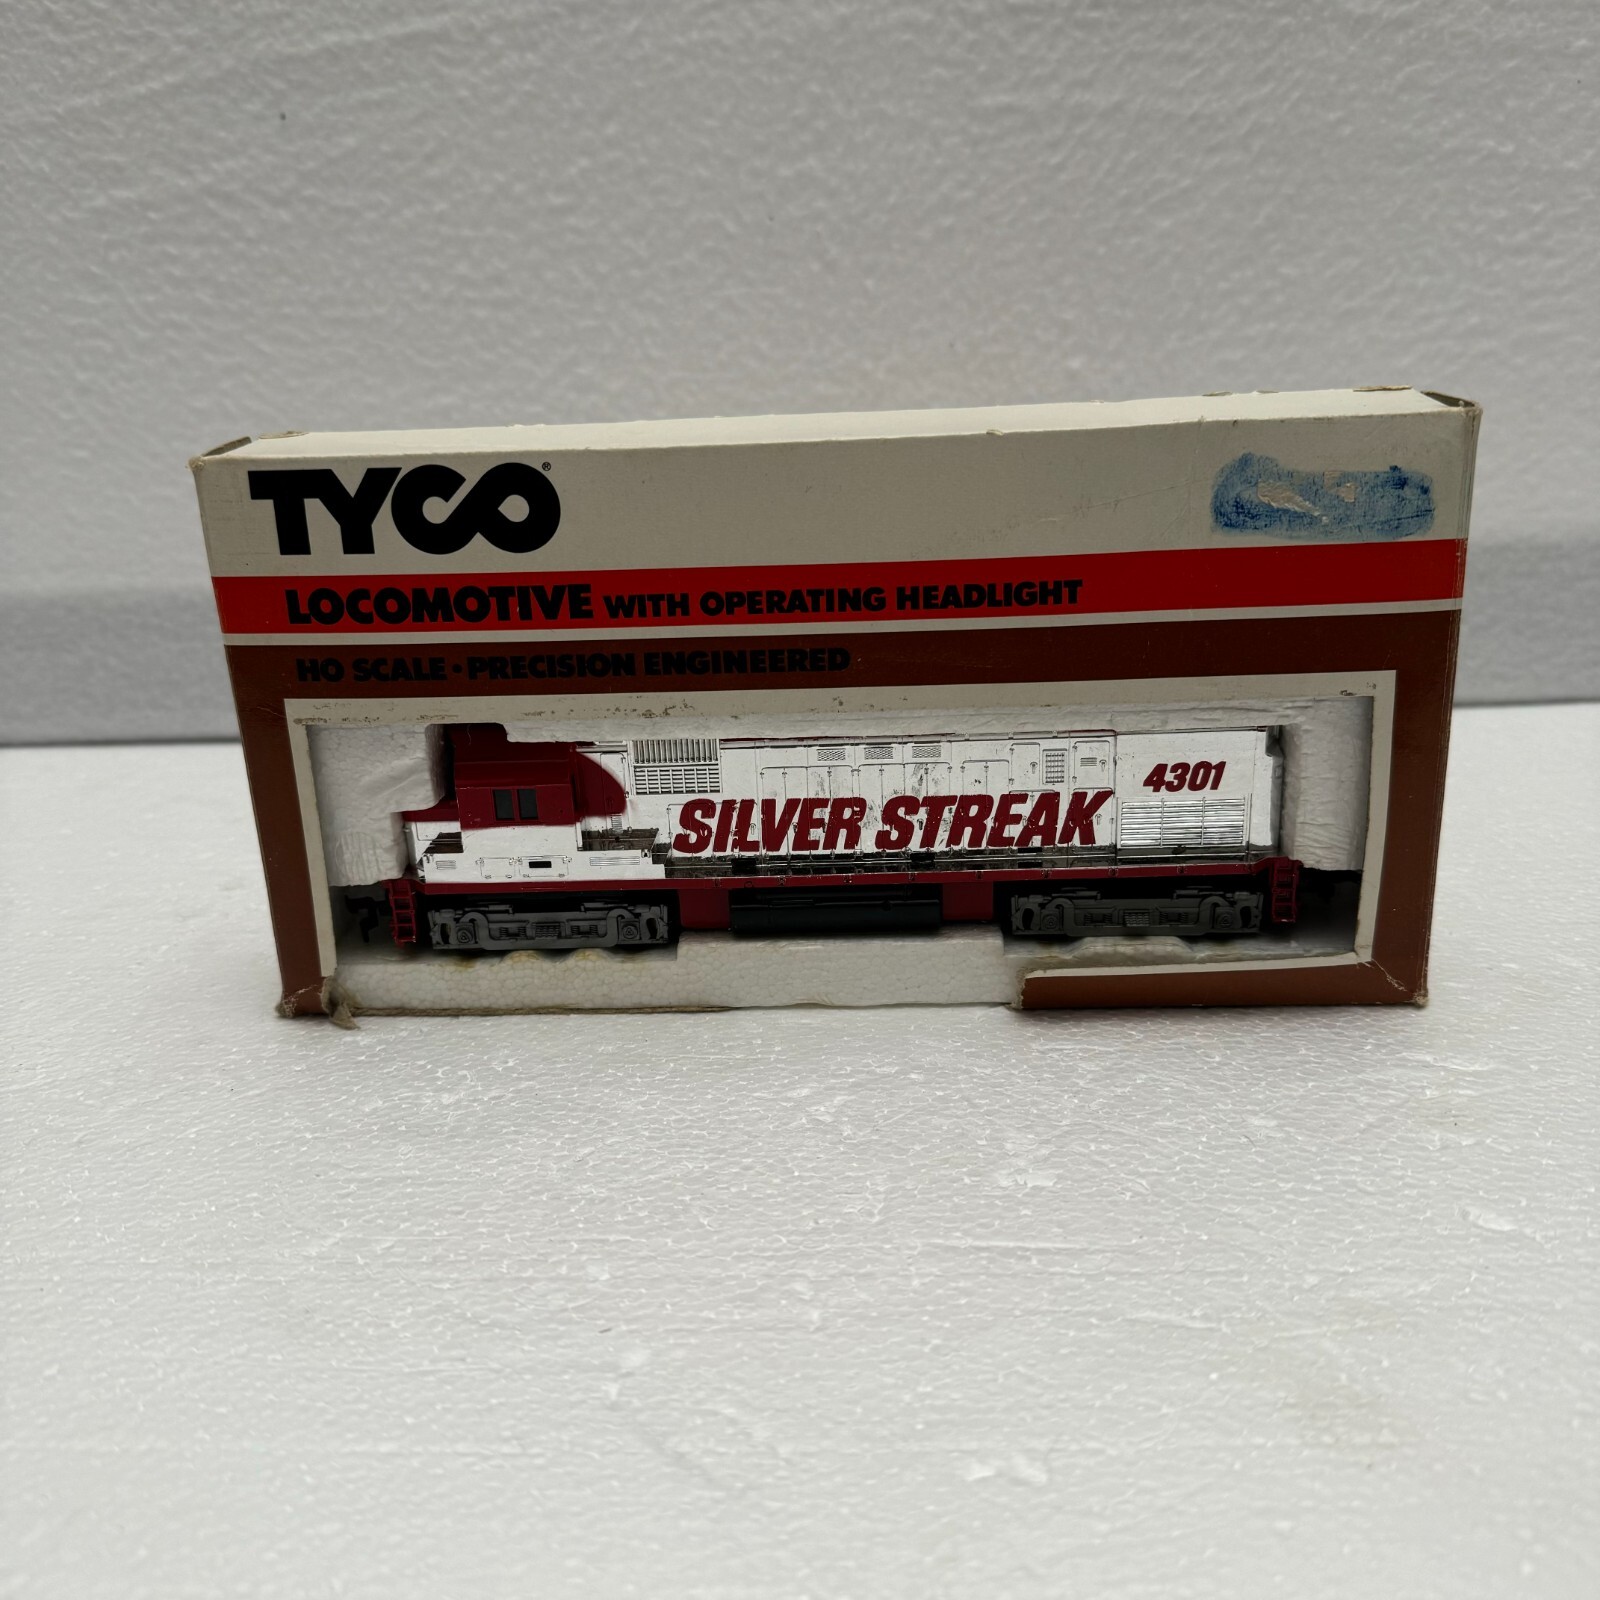 TYCO®
LOCOMOTIVE WITH OPERATING HEADLIGHT
HO SCALE • PRECISION ENGINEERED
4301
SILVER STREAK